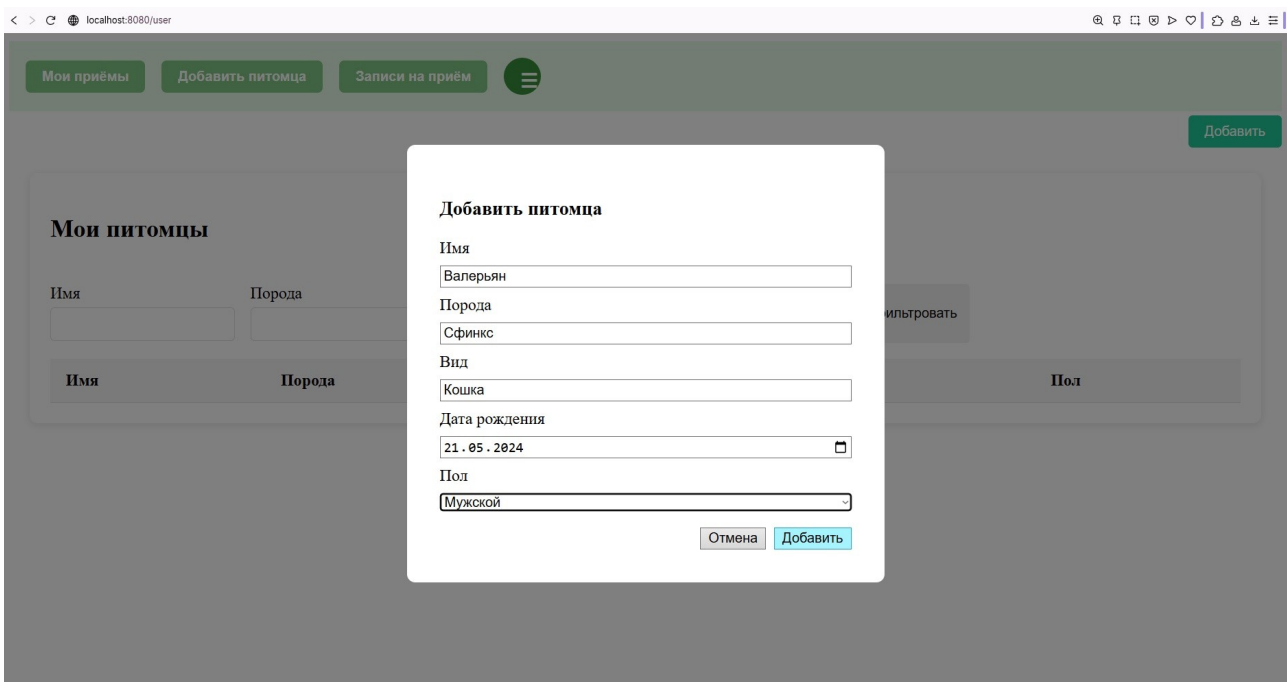 localhost:8080/user
Мои приёмы Добавить питомца Записи на приём
Добавить
Мои питомцы
Имя Порода
ильтровать
Имя Порода Пол
Добавить питомца
Имя
Валерьян
Порода
Сфинкс
Вид
Кошка
Дата рождения
21.05.2024
Пол
Мужской
Отмена Добавить